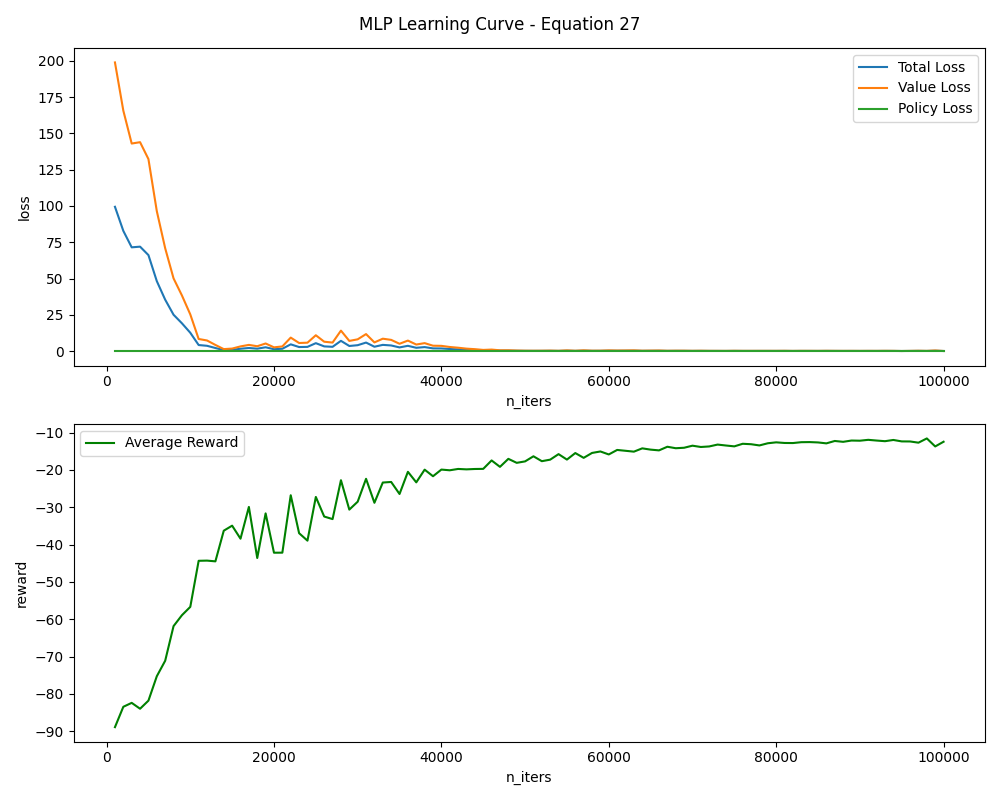 MLP Learning Curve - Equation 27
200
175
150
125
100
75
50
25
0
loss
Total Loss
Value Loss
Policy Loss
0 20000 40000 60000 80000 100000
n_iters
−10
−20
−30
−40
−50
−60
−70
−80
−90
reward
Average Reward
0 20000 40000 60000 80000 100000
n_iters